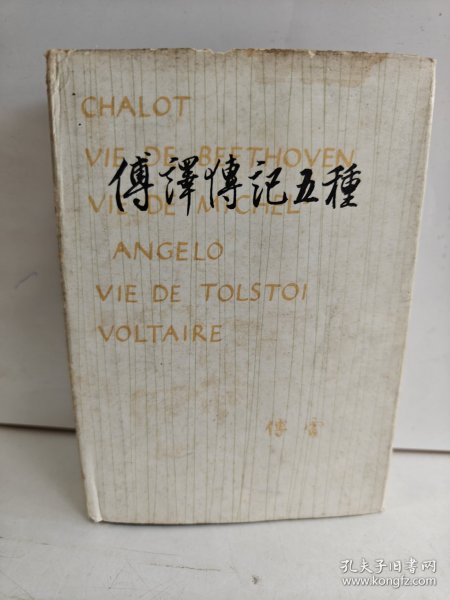 CHALOT
VIE DE BEETHOVEN
傅譯傳記五種
VIE DE MICHEL
ANGELO
VIE DE TOLSTOI
VOLTAIRE
傅雷
孔夫子旧书网
www.kongfz.com